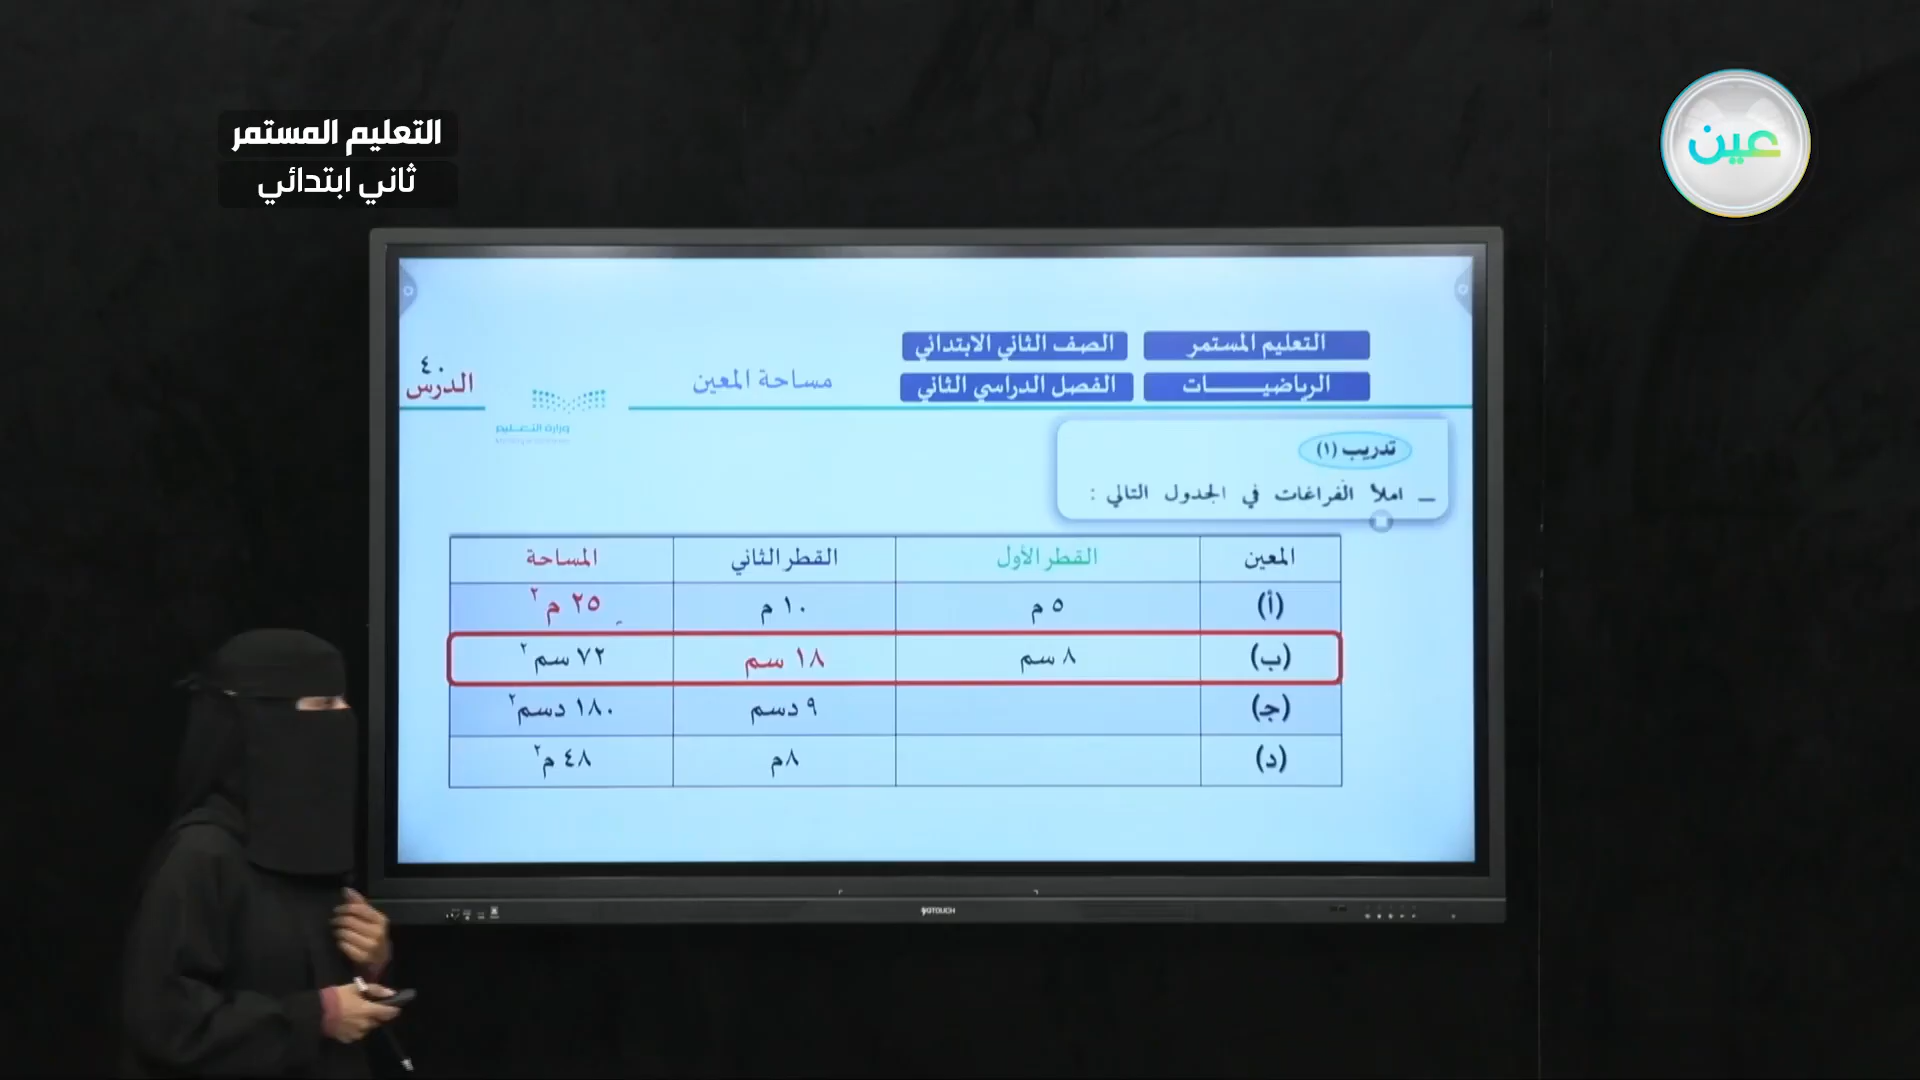 التعليم المستمر
ثاني ابتدائي
عين
التعليم المستمر
الصف الثاني الابتدائي
الرياضيـــــــات
الفصل الدراسي الثاني
مساحة المعين
٤٠
الدرس
وزارة التعليم
تدريب (١)
ــ املأ الفراغات في الجدول التالي :
المعين القطر الأول القطر الثاني المساحة
(أ) ٥ م ١٠ م ٢٥ م٢
(ب) ٨ سم ١٨ سم ٧٢ سم٢
(ج) ٩ دسم ١٨٠ دسم٢
(د) ٨م ٤٨ م٢